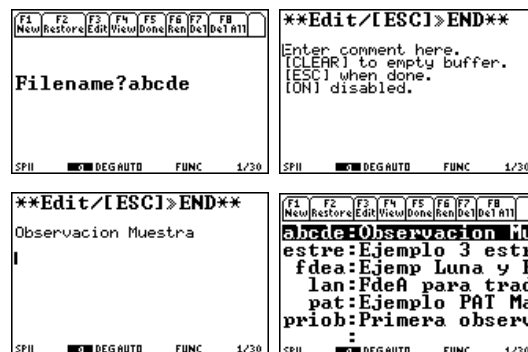 F1 New F2 Restore F3 Edit F4 View F5 Done F6 Ren F7 Del F8 Del All
Filename?abcde
SPII DEG AUTO FUNC 1/30
**Edit/[ESC]»END**
Enter comment here.
[CLEAR] to empty buffer.
[ESC] when done.
[ON] disabled.
SPII DEG AUTO FUNC 1/30
**Edit/[ESC]»END**
Observacion Muestra
SPII DEG AUTO FUNC 1/30
F1 New F2 Restore F3 Edit F4 View F5 Done F6 Ren F7 Del F8 Del All
abcde:Observacion Mu
estre:Ejemplo 3 estr
fdea:Ejemp Luna y
lan:FdeA para trad
pat:Ejemplo PAT Ma
priob:Primera observ
:
SPII DEG AUTO FUNC 1/30